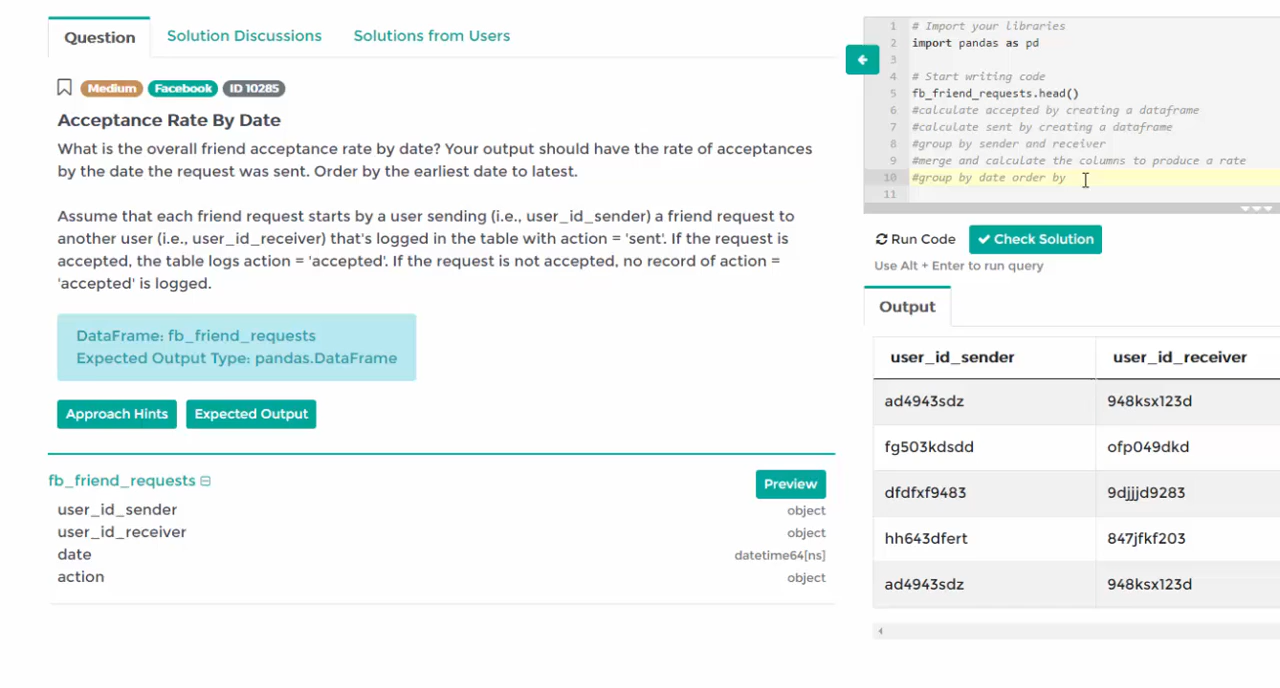 Question
Solution Discussions
Solutions from Users
Medium
Facebook
ID 10285
Acceptance Rate By Date
What is the overall friend acceptance rate by date? Your output should have the rate of acceptances
by the date the request was sent. Order by the earliest date to latest.
Assume that each friend request starts by a user sending (i.e., user_id_sender) a friend request to
another user (i.e., user_id_receiver) that's logged in the table with action = 'sent'. If the request is
accepted, the table logs action = 'accepted'. If the request is not accepted, no record of action =
'accepted' is logged.
DataFrame: fb_friend_requests
Expected Output Type: pandas.DataFrame
Approach Hints
Expected Output
fb_friend_requests
Preview
user_id_sender object
user_id_receiver object
date datetime64[ns]
action object
1 # Import your libraries
2 import pandas as pd
3
4 # Start writing code
5 fb_friend_requests.head()
6 #calculate accepted by creating a dataframe
7 #calculate sent by creating a dataframe
8 #group by sender and receiver
9 #merge and calculate the columns to produce a rate
10 #group by date order by
11
Run Code
Check Solution
Use Alt + Enter to run query
Output
user_id_sender user_id_receiver
ad4943sdz 948ksx123d
fg503kdsdd ofp049dkd
dfdfxf9483 9djjjd9283
hh643dfert 847jfkf203
ad4943sdz 948ksx123d